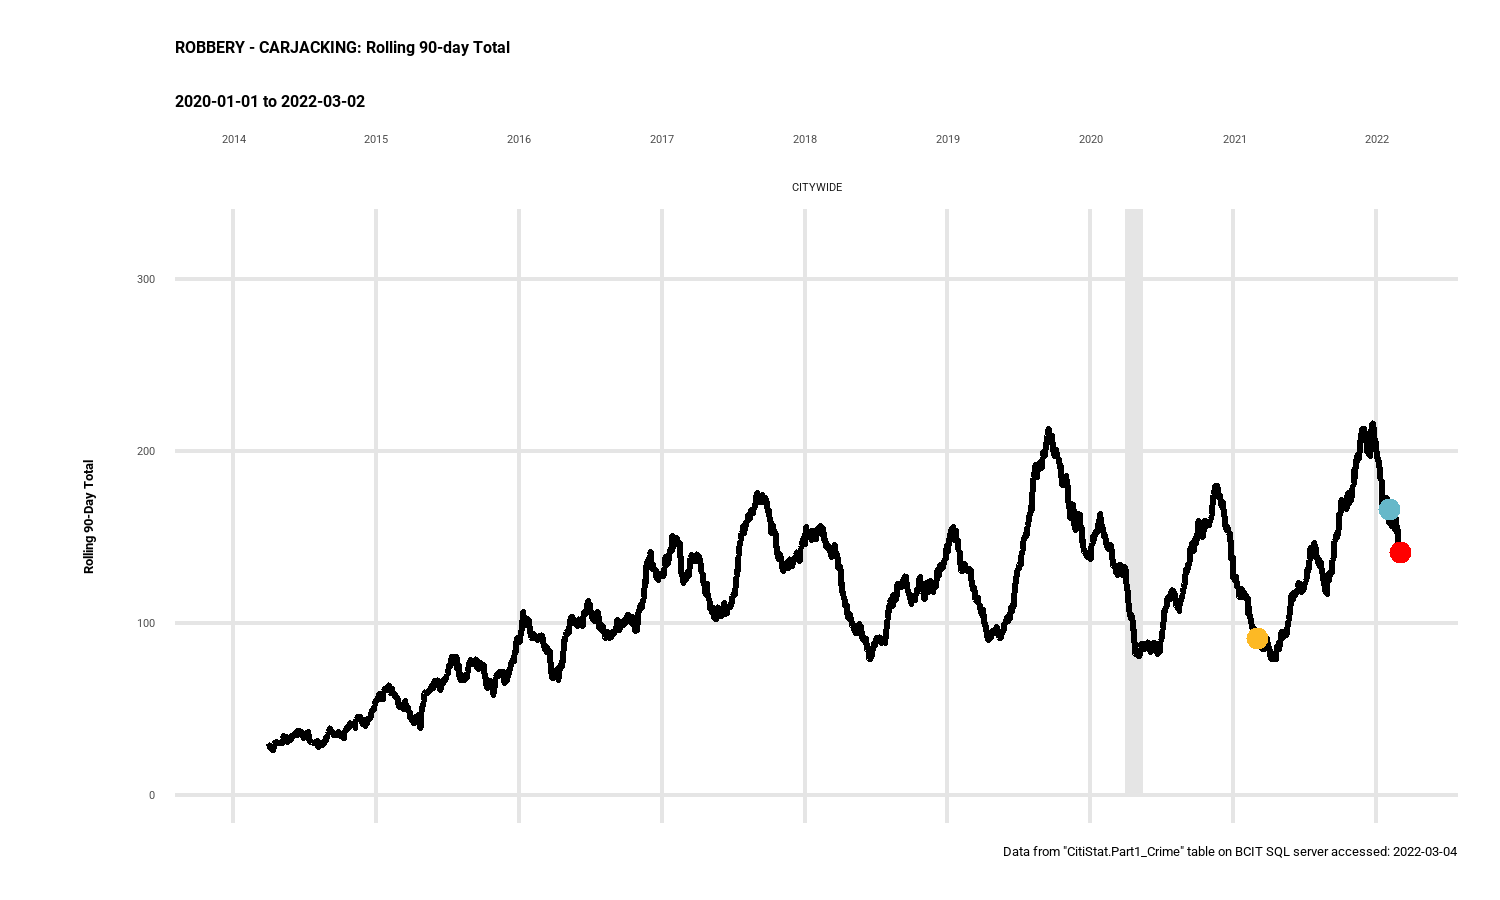 ROBBERY - CARJACKING: Rolling 90-day Total
2020-01-01 to 2022-03-02
2014 2015 2016 2017 2018 2019 2020 2021 2022
CITYWIDE
300
200
Rolling 90-Day Total
100
0
Data from "CitiStat.Part1_Crime" table on BCIT SQL server accessed: 2022-03-04